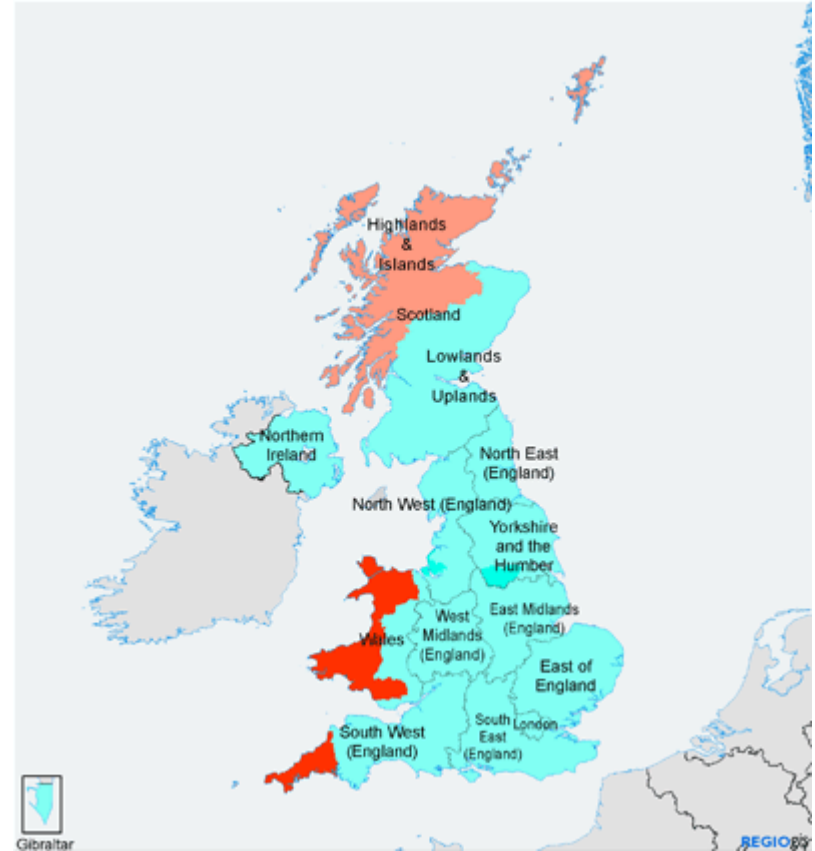 Highlands
&
Islands
Scotland
Lowlands
&
Uplands
Northern
Ireland
North East
(England)
North West (England)
Yorkshire
and the
Humber
East Midlands
(England)
West
Midlands
(England)
Wales
East of
England
South West
(England)
South
East
(England)
London
Gibraltar
REGIOgis